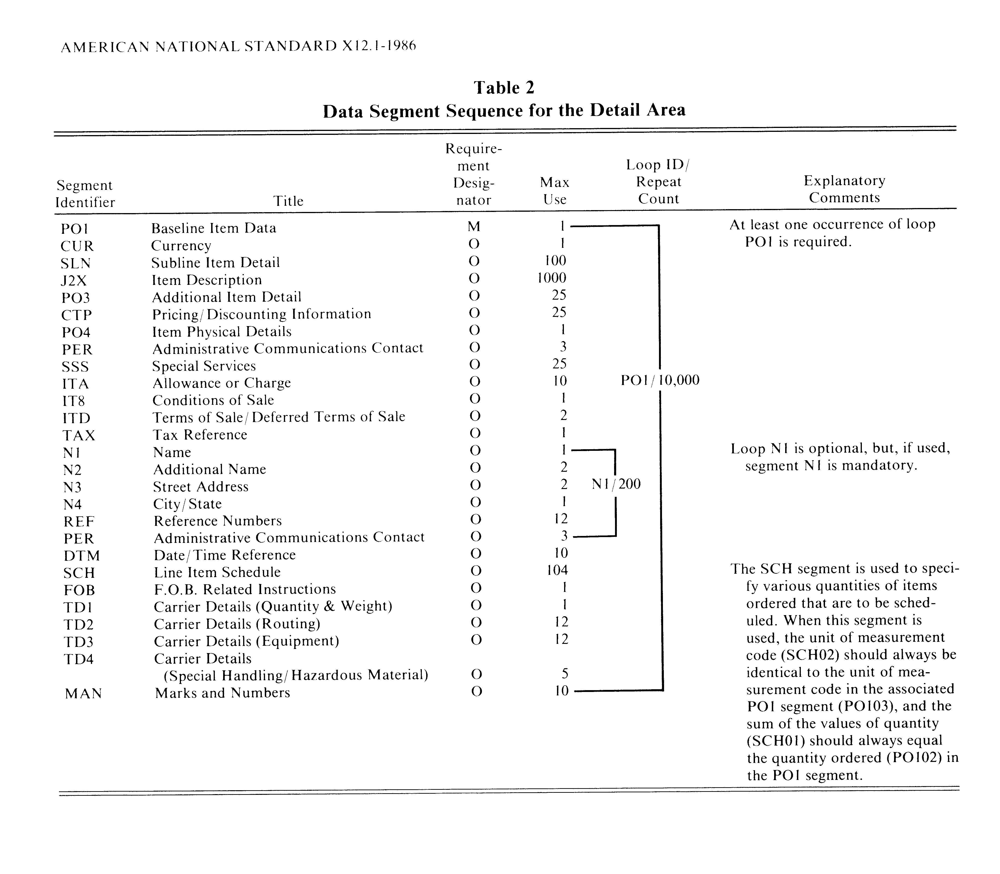 AMERICAN NATIONAL STANDARD X12.1-1986
Table 2
Data Segment Sequence for the Detail Area
Segment Identifier Title Require-ment Desig-nator Max Use Loop ID/ Repeat Count Explanatory Comments
PO1 Baseline Item Data M 1 At least one occurrence of loop
CUR Currency O 1 PO1 is required.
SLN Subline Item Detail O 100
J2X Item Description O 1000
PO3 Additional Item Detail O 25
CTP Pricing/Discounting Information O 25
PO4 Item Physical Details O 1
PER Administrative Communications Contact O 3
SSS Special Services O 25
ITA Allowance or Charge O 10 PO1/10,000
IT8 Conditions of Sale O 1
ITD Terms of Sale/Deferred Terms of Sale O 2
TAX Tax Reference O 1
N1 Name O 1 Loop N1 is optional, but, if used,
N2 Additional Name O 2 segment N1 is mandatory.
N3 Street Address O 2 N1/200
N4 City/State O 1
REF Reference Numbers O 12
PER Administrative Communications Contact O 3
DTM Date/Time Reference O 10
SCH Line Item Schedule O 104 The SCH segment is used to speci-
FOB F.O.B. Related Instructions O 1 fy various quantities of items
TD1 Carrier Details (Quantity & Weight) O 1 ordered that are to be sched-
TD2 Carrier Details (Routing) O 12 uled. When this segment is
TD3 Carrier Details (Equipment) O 12 used, the unit of measurement
TD4 Carrier Details code (SCH02) should always be
(Special Handling/Hazardous Material) O 5 identical to the unit of mea-
MAN Marks and Numbers O 10 surement code in the associated
PO1 segment (PO103), and the
sum of the values of quantity
(SCH01) should always equal
the quantity ordered (PO102) in
the PO1 segment.